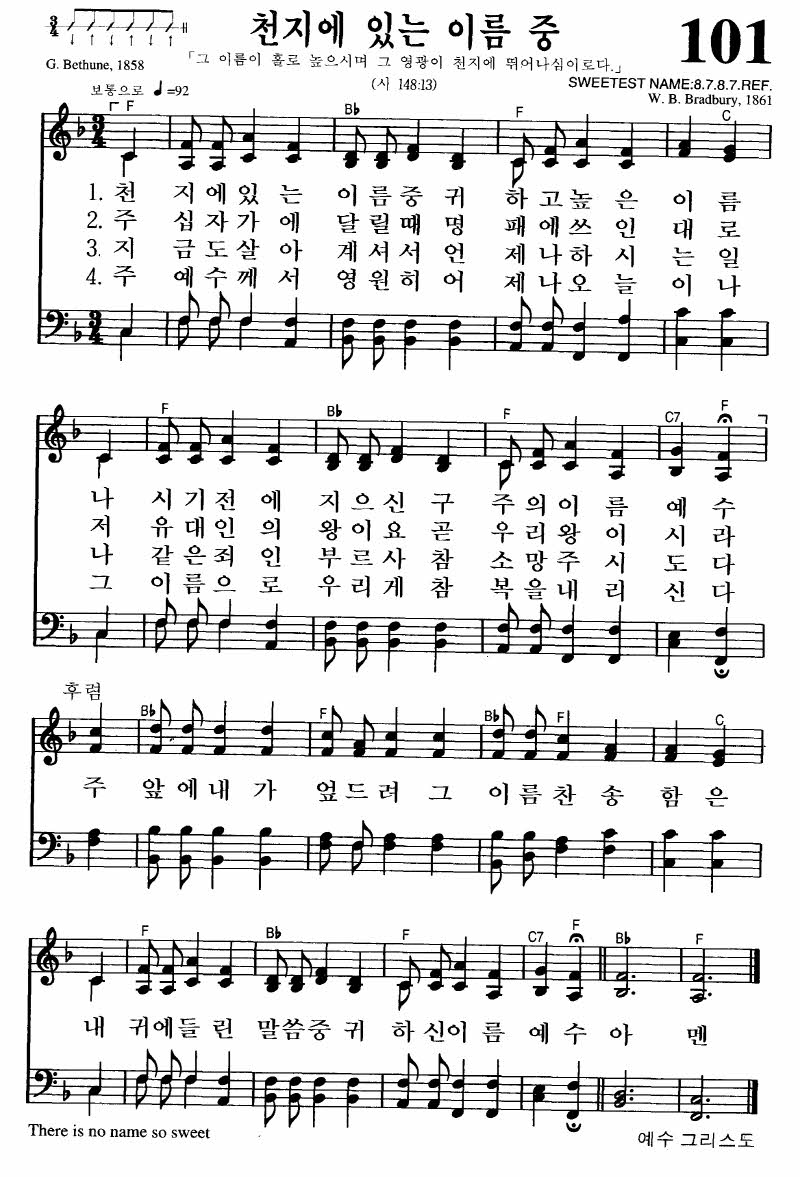 천지에 있는 이름 중
101
「그 이름이 홀로 높으시며 그 영광이 천지에 뛰어나심이로다.」
G. Bethune, 1858
(시 148:13)
SWEETEST NAME:8.7.8.7.REF.
W. B. Bradbury, 1861
보통으로 ♩=92
F B♭ F C
1. 천 지에있 는 이름중귀 하고높은 이름
2. 주 십자가에 달릴때명 패에쓰인 대로
3. 지 금도살아 계셔서언 제나하시 는일
4. 주 예수께서 영원히어 제나오늘 이나
F B♭ F C7 F
나 시기전에 지으신구 주의이름 예수
저 유대인의 왕이요곧 우리왕이 시라
나 같은죄인 부르사참 소망주시 도다
그 이름으로 우리게참 복을내리 신다
후렴
B♭ F B♭ F C
주 앞에내가 엎드려그 이름찬송 함은
F B♭ F C7 F B♭ F
내 귀에들린 말씀중귀 하신이름 예수아 멘
There is no name so sweet
예수 그리스도